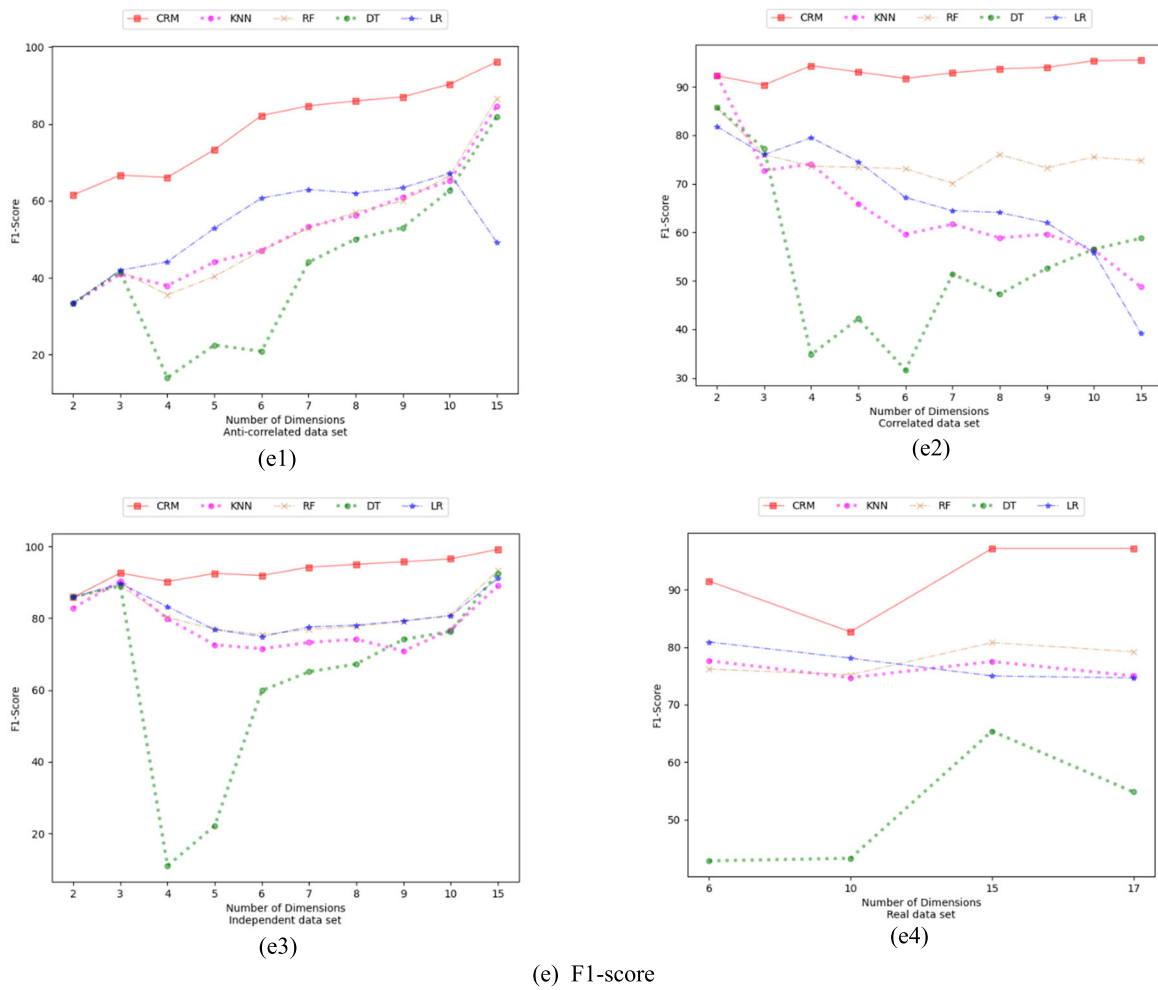 CRM KNN RF DT LR
100
80
60
40
20
F1-Score
2 3 4 5 6 7 8 9 10 15
Number of Dimensions
Anti-correlated data set
(e1)
CRM KNN RF DT LR
90
80
70
60
50
40
30
F1-Score
2 3 4 5 6 7 8 9 10 15
Number of Dimensions
Correlated data set
(e2)
CRM KNN RF DT LR
100
80
60
40
20
F1-Score
2 3 4 5 6 7 8 9 10 15
Number of Dimensions
Independent data set
(e3)
CRM KNN RF DT LR
90
80
70
60
50
F1-Score
6 10 15 17
Number of Dimensions
Real data set
(e4)
(e) F1-score